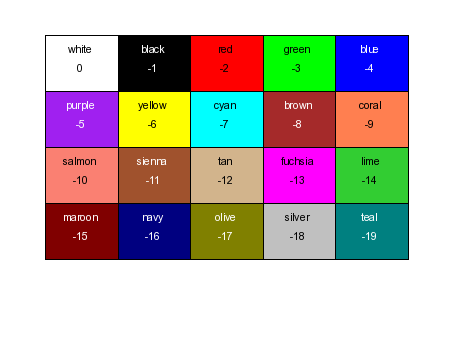 white black red green blue
0 -1 -2 -3 -4
purple yellow cyan brown coral
-5 -6 -7 -8 -9
salmon sienna tan fuchsia lime
-10 -11 -12 -13 -14
maroon navy olive silver teal
-15 -16 -17 -18 -19